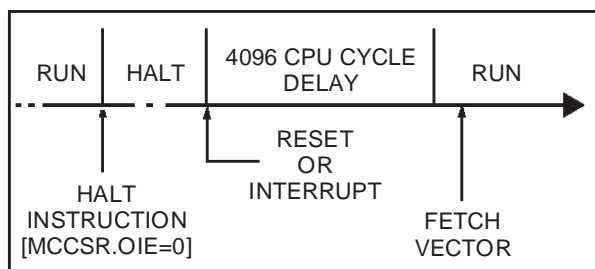 RUN
HALT
4096 CPU CYCLE
DELAY
RUN
HALT
INSTRUCTION
[MCCSR.OIE=0]
RESET
OR
INTERRUPT
FETCH
VECTOR